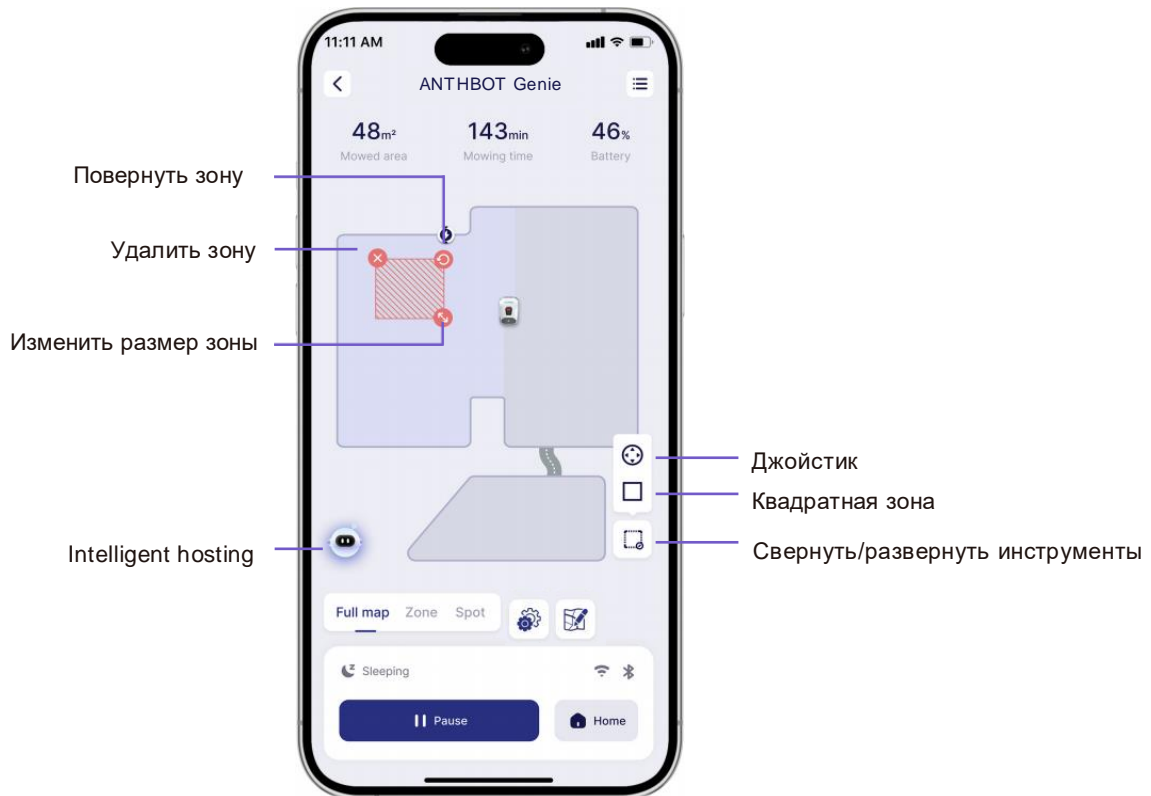 11:11 AM
ANTHBOT Genie
48m²
143min
46%
Mowed area
Mowing time
Battery
Повернуть зону
Удалить зону
Изменить размер зоны
Джойстик
Квадратная зона
Intelligent hosting
Свернуть/развернуть инструменты
Full map
Zone
Spot
Sleeping
Pause
Home